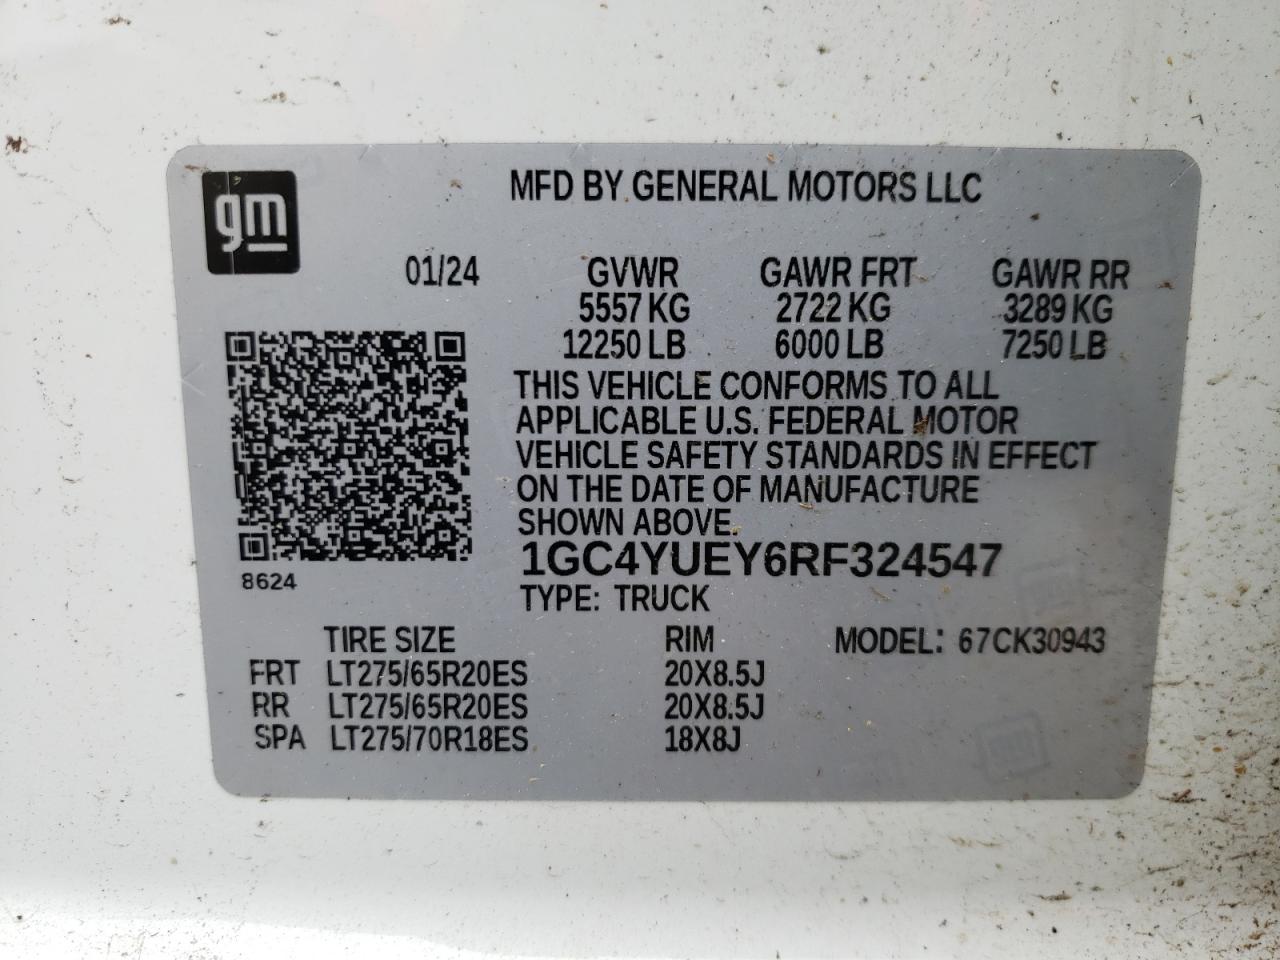 gm
MFD BY GENERAL MOTORS LLC
01/24 GVWR GAWR FRT GAWR RR
5557 KG 2722 KG 3289 KG
12250 LB 6000 LB 7250 LB
THIS VEHICLE CONFORMS TO ALL
APPLICABLE U.S. FEDERAL MOTOR
VEHICLE SAFETY STANDARDS IN EFFECT
ON THE DATE OF MANUFACTURE
SHOWN ABOVE.
1GC4YUEY6RF324547
8624
TYPE: TRUCK
TIRE SIZE RIM MODEL: 67CK30943
FRT LT275/65R20ES 20X8.5J
RR LT275/65R20ES 20X8.5J
SPA LT275/70R18ES 18X8J